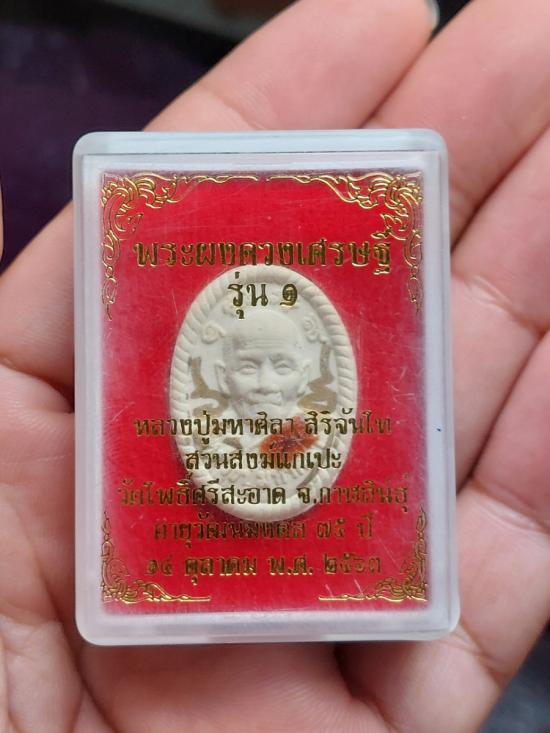 พระผงดวงเศรษฐี
รุ่น ๑
หลวงปู่มหาศิลา สิริจันโท
สวนสงฆ์แกเปะ
วัดโพธิ์ศรีสะอาด จ.กาฬสินธุ์
อายุวัฒนมงคล ๗๕ ปี
๑๔ ตุลาคม พ.ศ. ๒๕๖๓